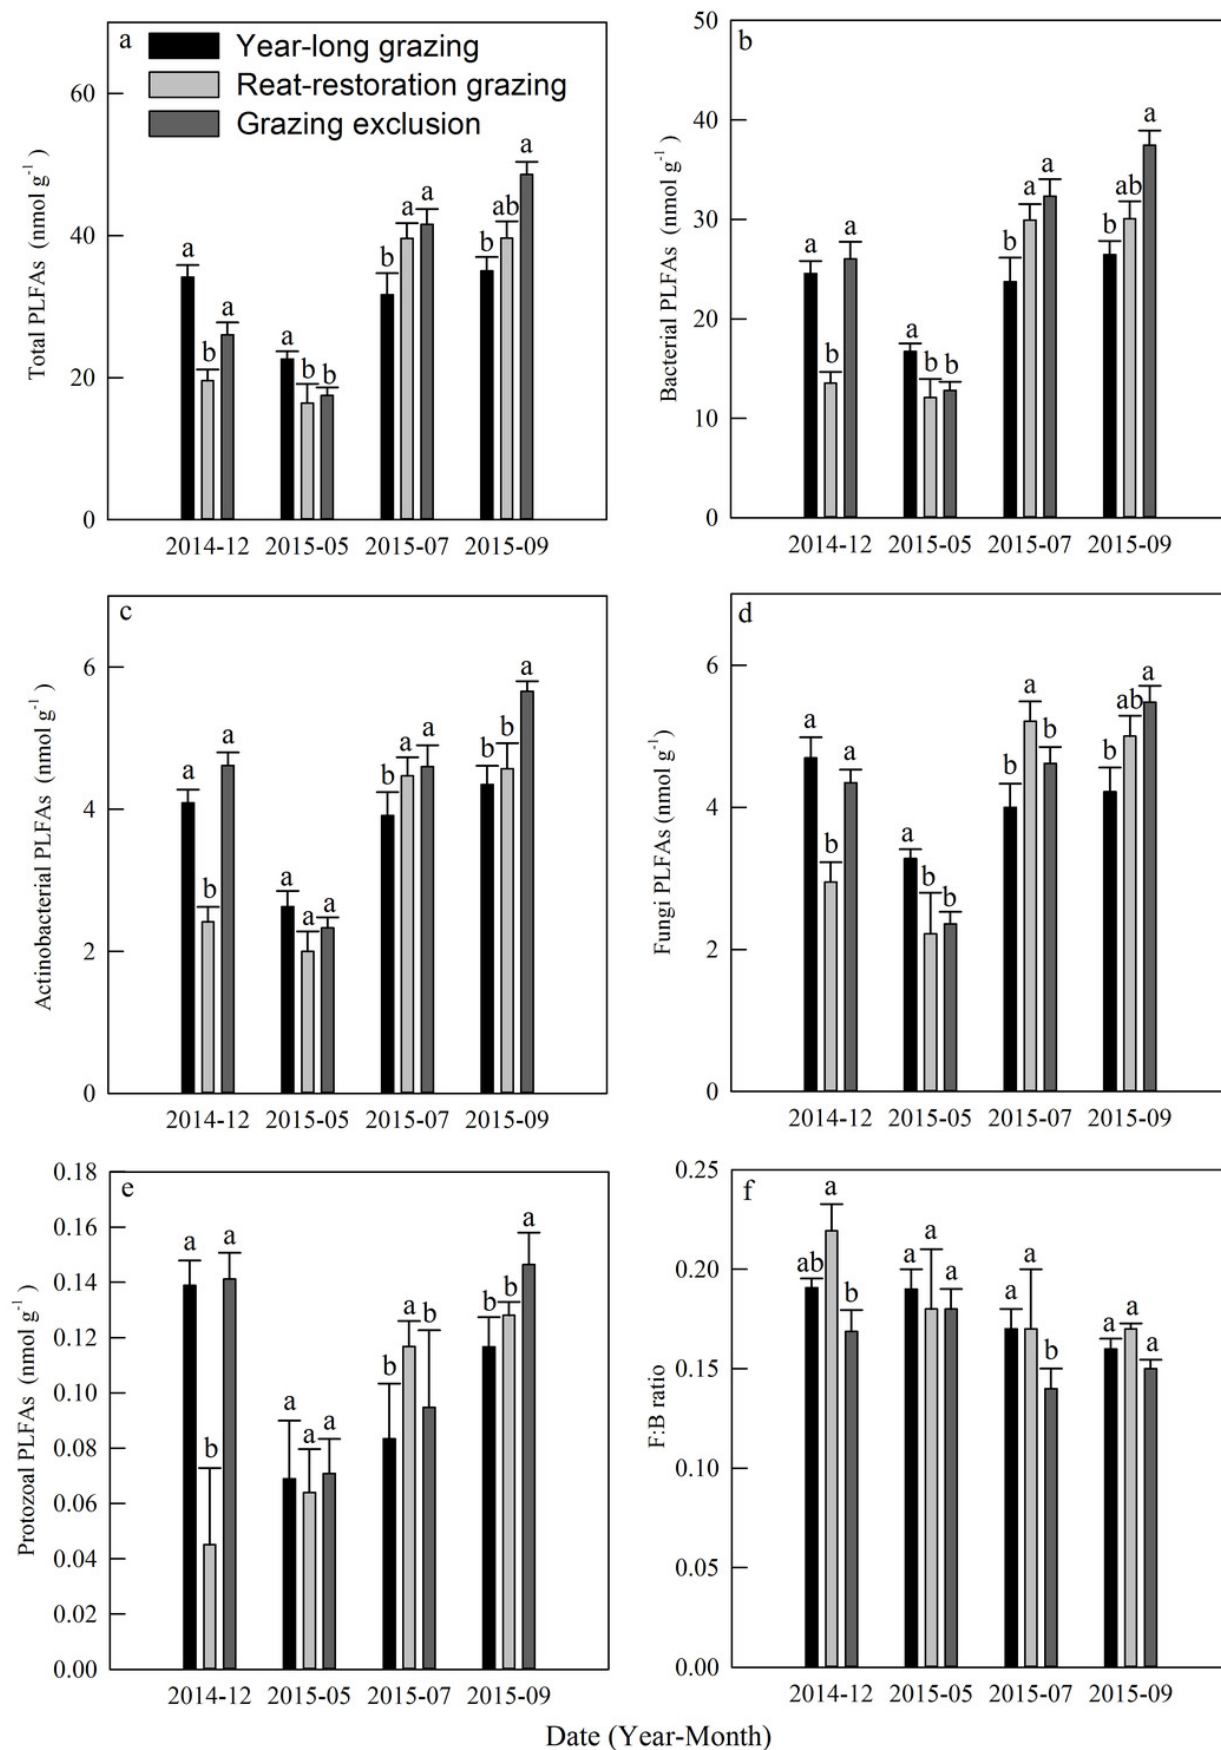 a
Year-long grazing
Reat-restoration grazing
Grazing exclusion
Total PLFAs (nmol g⁻¹)
60
40
20
0
a
b
a
a
b
b
b
a
a
b
ab
a
2014-12 2015-05 2015-07 2015-09
b
Bacterial PLFAs (nmol g⁻¹)
50
40
30
20
10
0
a
b
a
a
b
b
b
a
a
b
ab
a
2014-12 2015-05 2015-07 2015-09
c
Actinobacterial PLFAs (nmol g⁻¹)
6
4
2
0
a
b
a
a
a
a
b
a
a
b
b
a
2014-12 2015-05 2015-07 2015-09
d
Fungi PLFAs (nmol g⁻¹)
6
4
2
0
a
b
a
a
b
b
b
a
b
b
ab
a
2014-12 2015-05 2015-07 2015-09
e
Protozoal PLFAs (nmol g⁻¹)
0.18
0.16
0.14
0.12
0.10
0.08
0.06
0.04
0.02
0.00
a
b
a
a
a
a
b
a
b
b
b
a
2014-12 2015-05 2015-07 2015-09
f
F:B ratio
0.25
0.20
0.15
0.10
0.05
0.00
ab
a
b
a
a
a
a
a
b
a
a
a
2014-12 2015-05 2015-07 2015-09
Date (Year-Month)